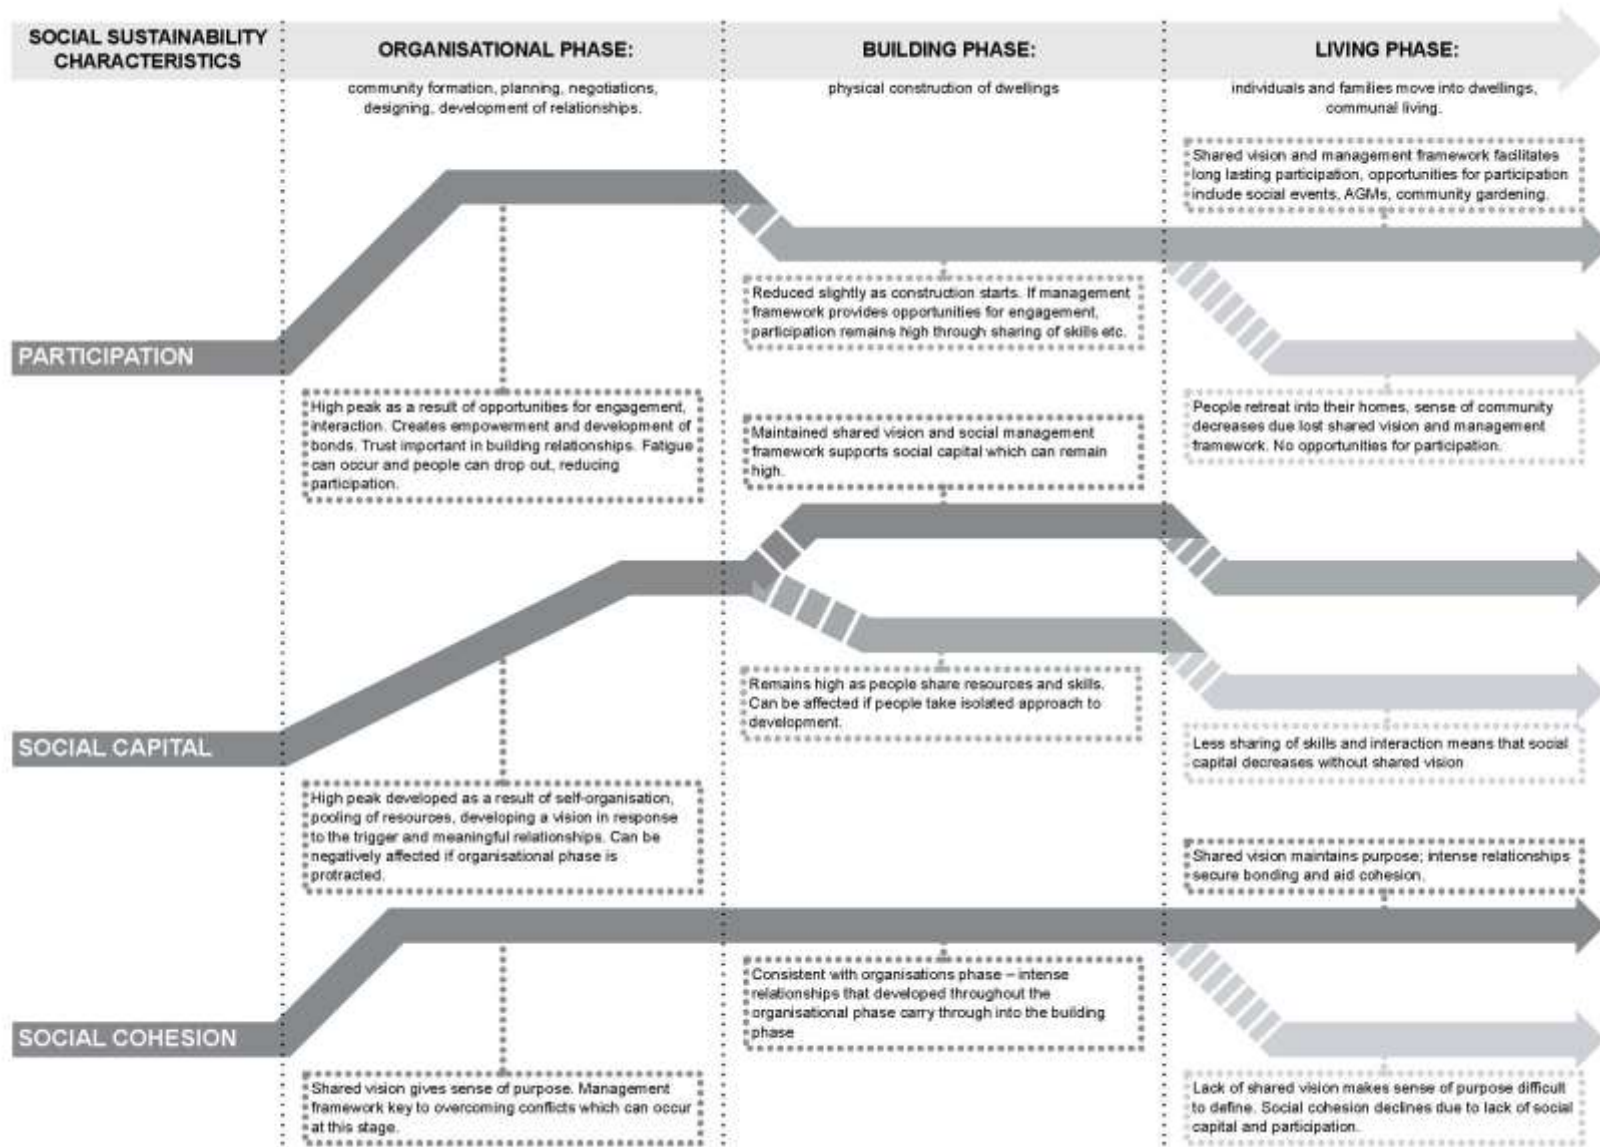 SOCIAL SUSTAINABILITY
CHARACTERISTICS
ORGANISATIONAL PHASE:
community formation, planning, negotiations,
designing, development of relationships.
BUILDING PHASE:
physical construction of dwellings
LIVING PHASE:
individuals and families move into dwellings,
communal living.
PARTICIPATION
High peak as a result of opportunities for engagement,
interaction. Creates empowerment and development of
bonds. Trust important in building relationships. Fatigue
can occur and people can drop out, reducing
participation.
Reduced slightly as construction starts. If management
framework provides opportunities for engagement,
participation remains high through sharing of skills etc.
Shared vision and management framework facilitates
long lasting participation, opportunities for participation
include social events, AGMs, community gardening.
People retreat into their homes, sense of community
decreases due lost shared vision and management
framework. No opportunities for participation.
SOCIAL CAPITAL
High peak developed as a result of self-organisation,
pooling of resources, developing a vision in response
to the trigger and meaningful relationships. Can be
negatively affected if organisational phase is
protracted.
Maintained shared vision and social management
framework supports social capital which can remain
high.
Remains high as people share resources and skills.
Can be affected if people take isolated approach to
development.
Less sharing of skills and interaction means that social
capital decreases without shared vision
SOCIAL COHESION
Shared vision gives sense of purpose. Management
framework key to overcoming conflicts which can occur
at this stage.
Consistent with organisations phase – intense
relationships that developed throughout the
organisational phase carry through into the building
phase
Shared vision maintains purpose; intense relationships
secure bonding and aid cohesion.
Lack of shared vision makes sense of purpose difficult
to define. Social cohesion declines due to lack of social
capital and participation.